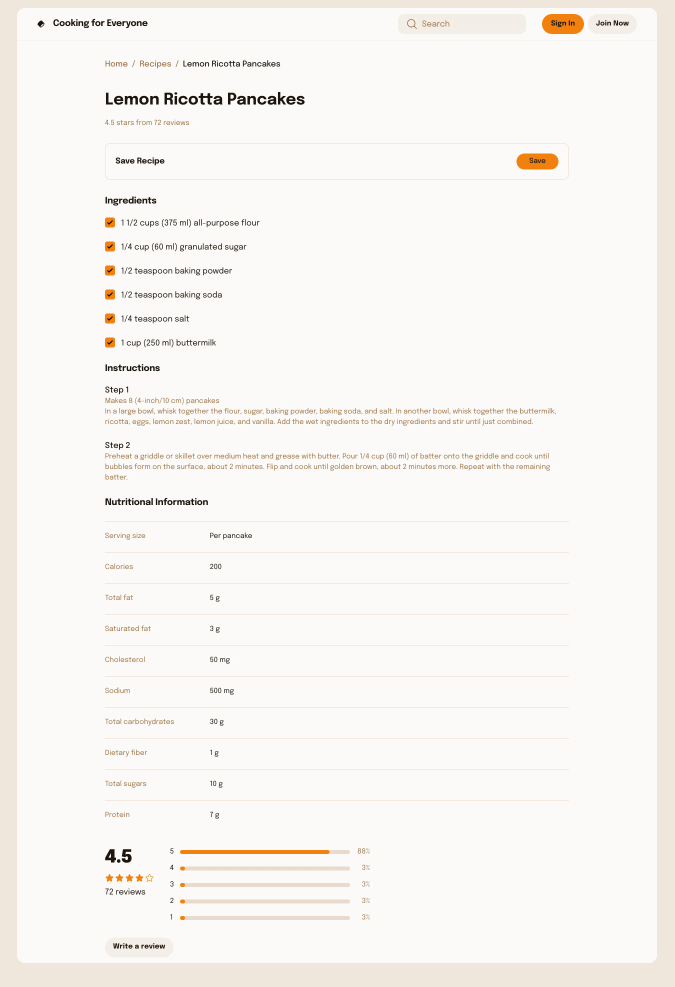 Cooking for Everyone
Search
Sign In
Join Now
Home / Recipes / Lemon Ricotta Pancakes
Lemon Ricotta Pancakes
4.5 stars from 72 reviews
Save Recipe
Save
Ingredients
1 1/2 cups (375 ml) all-purpose flour
1/4 cup (60 ml) granulated sugar
1/2 teaspoon baking powder
1/2 teaspoon baking soda
1/4 teaspoon salt
1 cup (250 ml) buttermilk
Instructions
Step 1
Makes 8 (4-inch/10 cm) pancakes
In a large bowl, whisk together the flour, sugar, baking powder, baking soda, and salt. In another bowl, whisk together the buttermilk,
ricotta, eggs, lemon zest, lemon juice, and vanilla. Add the wet ingredients to the dry ingredients and stir until just combined.
Step 2
Preheat a griddle or skillet over medium heat and grease with butter. Pour 1/4 cup (60 ml) of batter onto the griddle and cook until
bubbles form on the surface, about 2 minutes. Flip and cook until golden brown, about 2 minutes more. Repeat with the remaining
batter.
Nutritional Information
Serving size Per pancake
Calories 200
Total fat 5 g
Saturated fat 3 g
Cholesterol 50 mg
Sodium 500 mg
Total carbohydrates 30 g
Dietary fiber 1 g
Total sugars 10 g
Protein 7 g
4.5
72 reviews
5 88%
4 3%
3 3%
2 3%
1 3%
Write a review